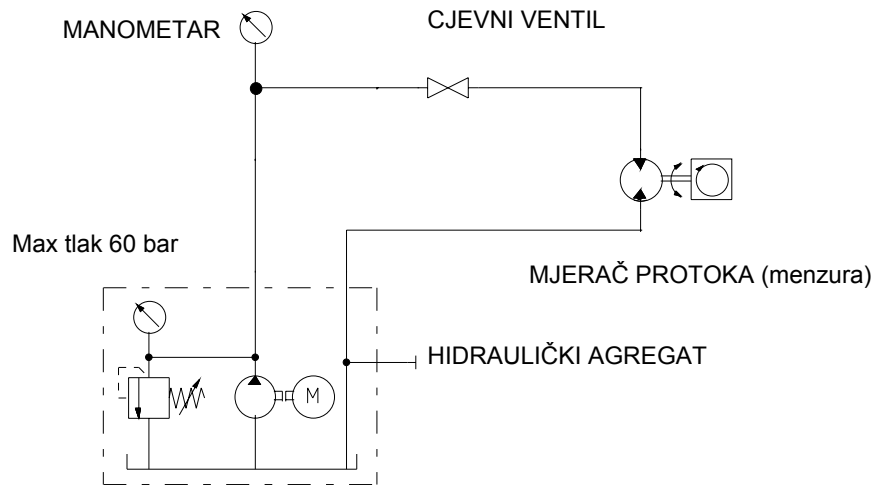 MANOMETAR
CJEVNI VENTIL
Max tlak 60 bar
MJERAČ PROTOKA (menzura)
HIDRAULIČKI AGREGAT
M